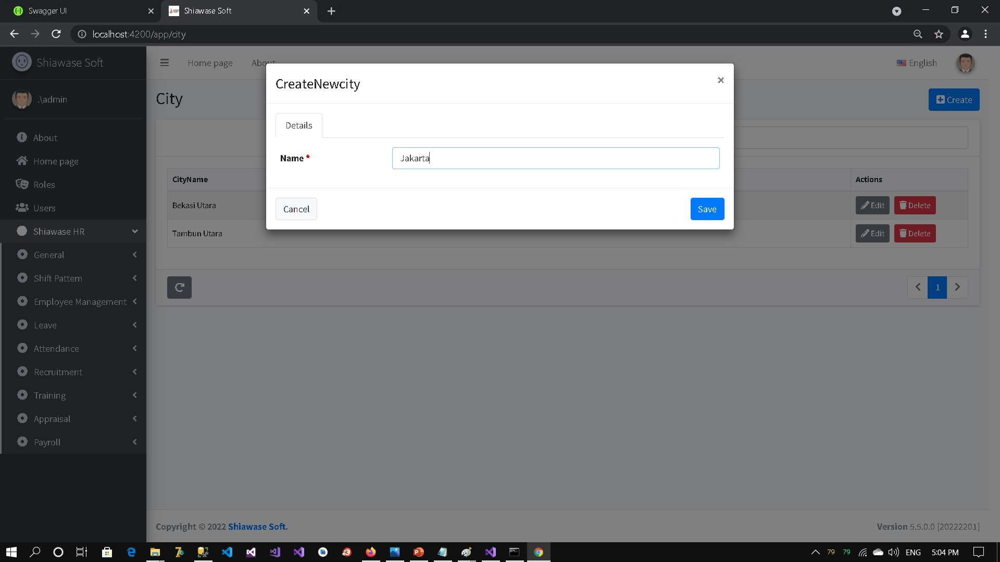 Swagger UI
Shiawase Soft
localhost:4200/app/city
Shiawase Soft
Home page
About
English
.\admin
CreateNewcity
City
Create
Details
About
Name *
Jakarta
Home page
CityName
Actions
Roles
Bekasi Utara
Edit
Delete
Cancel
Save
Users
Tambun Utara
Edit
Delete
Shiawase HR
General
Shift Pattern
1
Employee Management
Leave
Attendance
Recruitment
Training
Appraisal
Payroll
Copyright © 2022 Shiawase Soft.
Version 5.5.0.0 [20222201]
79
79
ENG
5:04 PM